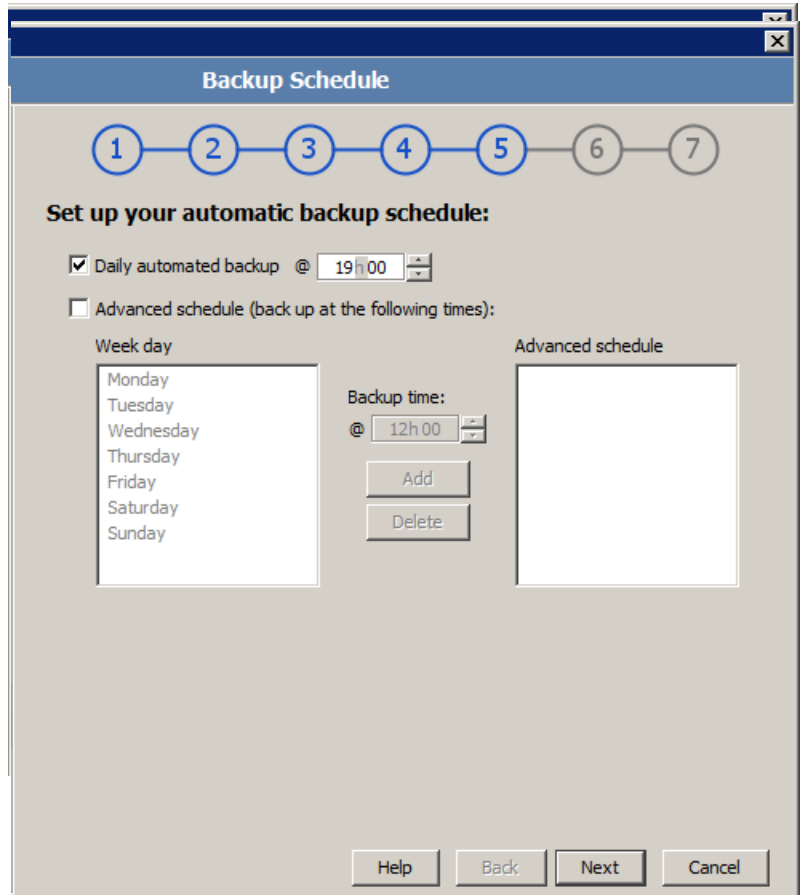 Backup Schedule
1 2 3 4 5 6 7
Set up your automatic backup schedule:
Daily automated backup @ 19h00
Advanced schedule (back up at the following times):
Week day
Monday
Tuesday
Wednesday
Thursday
Friday
Saturday
Sunday
Backup time:
@ 12h00
Add
Delete
Advanced schedule
Help Back Next Cancel